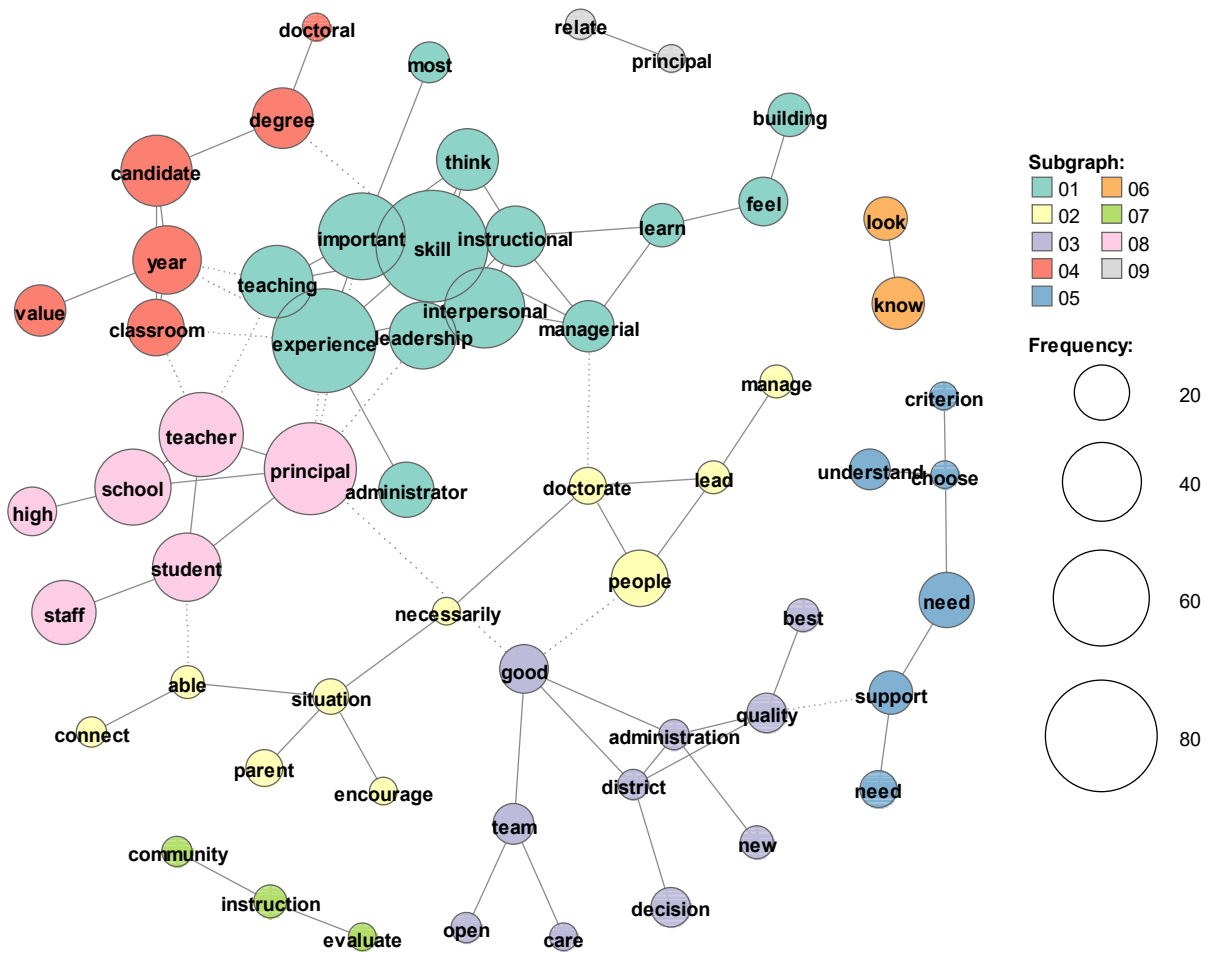 doctoral
relate
most
principal
degree
building
think
candidate
feel
learn
important
skill
instructional
look
year
teaching
value
classroom
interpersonal
know
managerial
experience
leadership
manage
criterion
teacher
principal
understand
choose
school
administrator
doctorate
lead
high
student
people
need
staff
necessarily
best
good
able
situation
support
quality
connect
administration
parent
district
encourage
need
team
new
community
instruction
decision
open
care
evaluate
Subgraph:
01 06
02 07
03 08
04 09
05
Frequency:
20
40
60
80